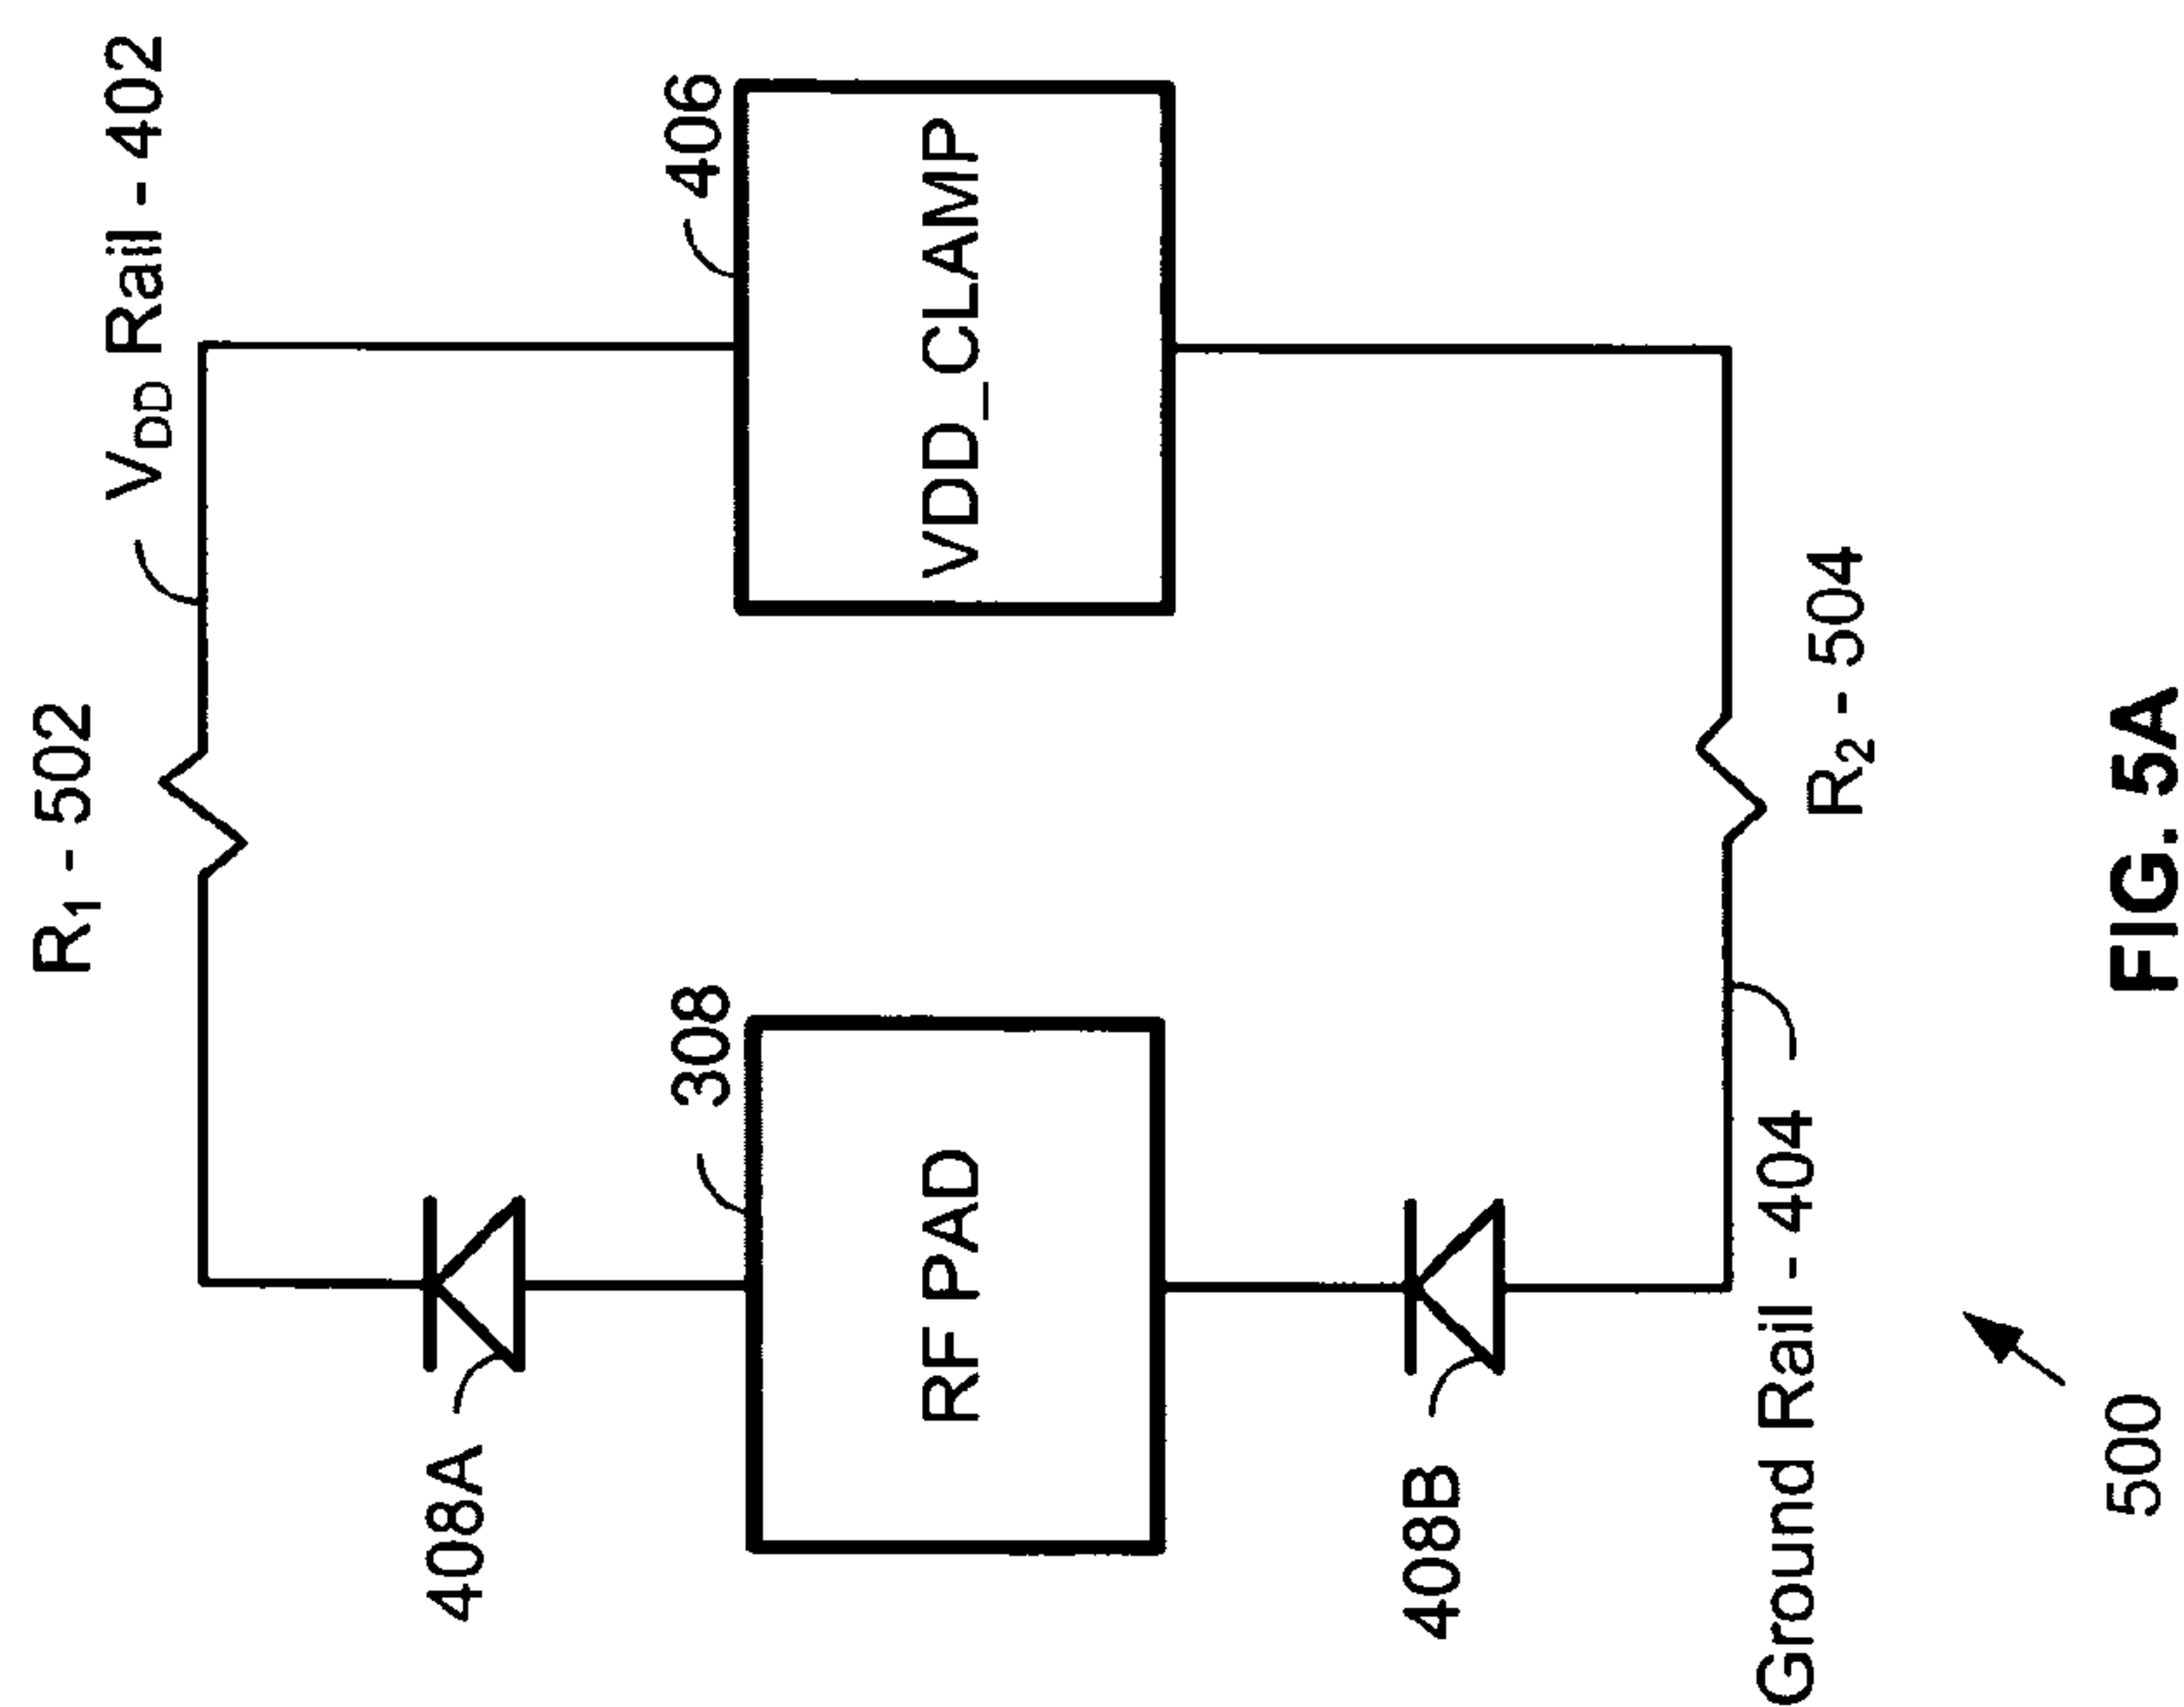 R1 - 502
VDD Rail - 402
408A
308
406
RF PAD
VDD_CLAMP
408B
Ground Rail - 404
R2 - 504
500
FIG. 5A